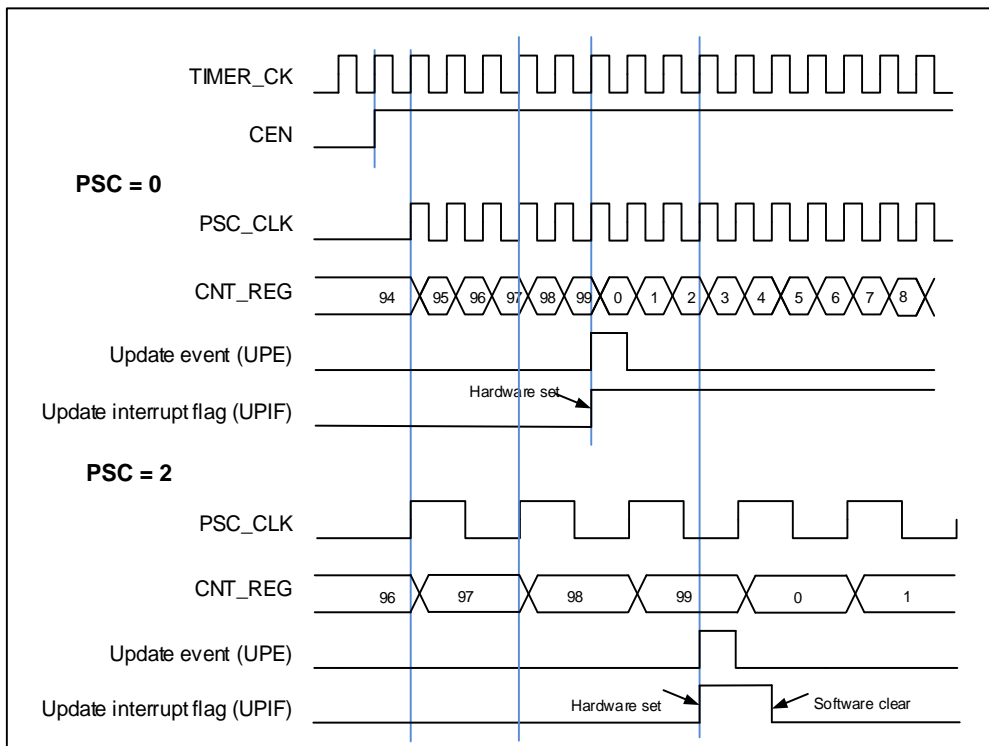 TIMER_CK
CEN
PSC = 0
PSC_CLK
CNT_REG 94 95 96 97 98 99 0 1 2 3 4 5 6 7 8
Update event (UPE)
Hardware set
Update interrupt flag (UPIF)
PSC = 2
PSC_CLK
CNT_REG 96 97 98 99 0 1
Update event (UPE)
Update interrupt flag (UPIF) Hardware set Software clear